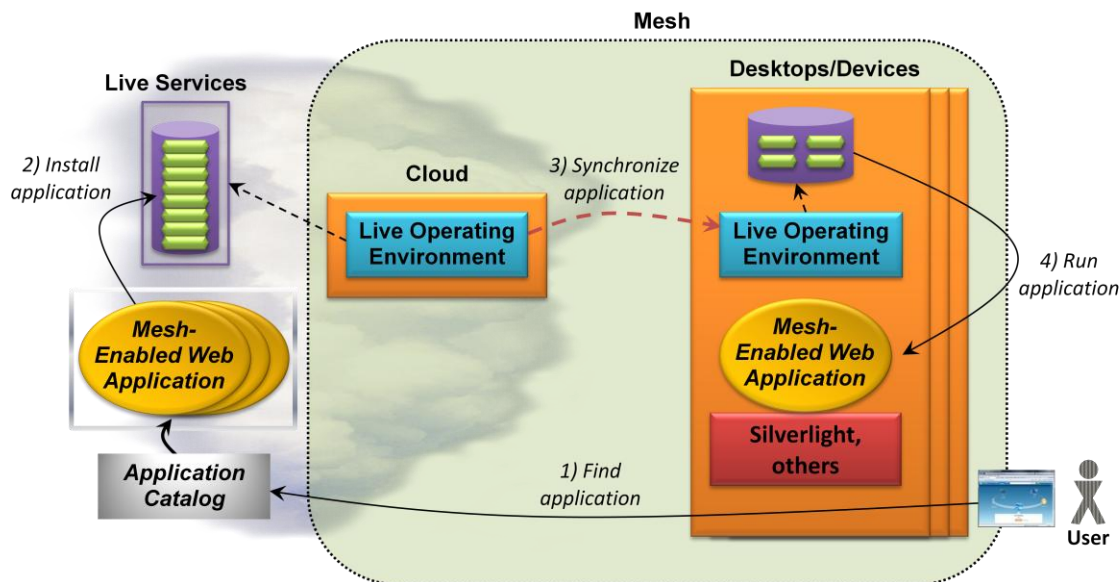 Mesh
Live Services
Desktops/Devices
2) Install
application
Cloud
3) Synchronize
application
Live Operating
Environment
Live Operating
Environment
4) Run
application
Mesh-
Enabled Web
Application
Mesh-
Enabled Web
Application
Silverlight,
others
Application
Catalog
1) Find
application
User